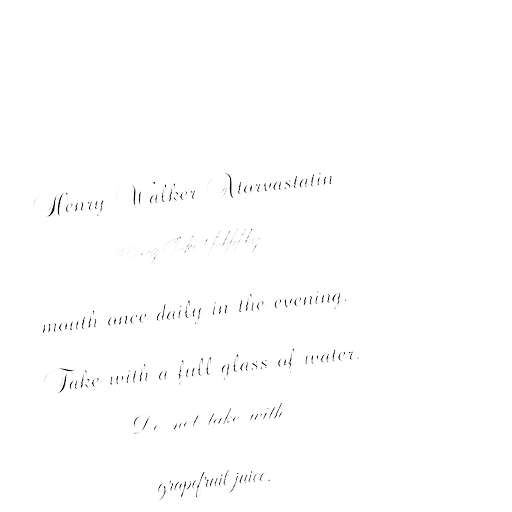 Henry Walker Atorvastatin
Take
mouth once daily in the evening.
Take with a full glass of water.
Do not take with
grapefruit juice.